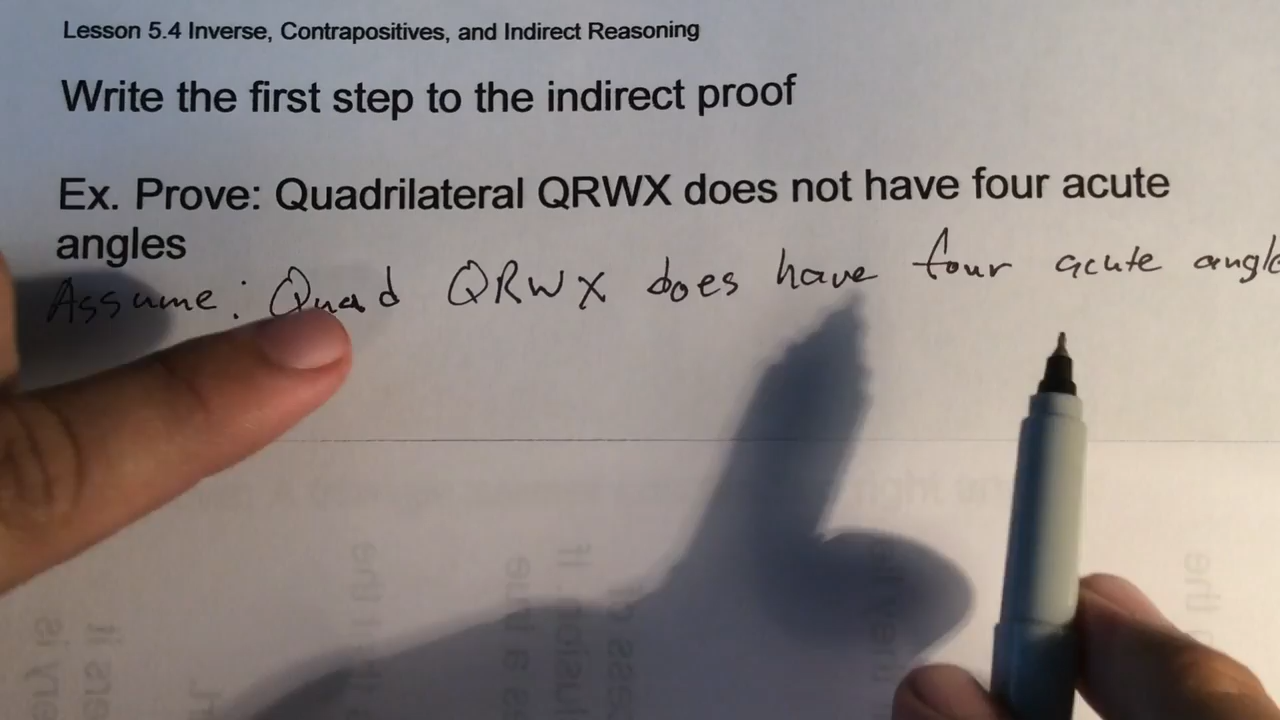 Lesson 5.4 Inverse, Contrapositives, and Indirect Reasoning
Write the first step to the indirect proof
Ex. Prove: Quadrilateral QRWX does not have four acute
angles
Assume: Quad QRWX does have four acute angle